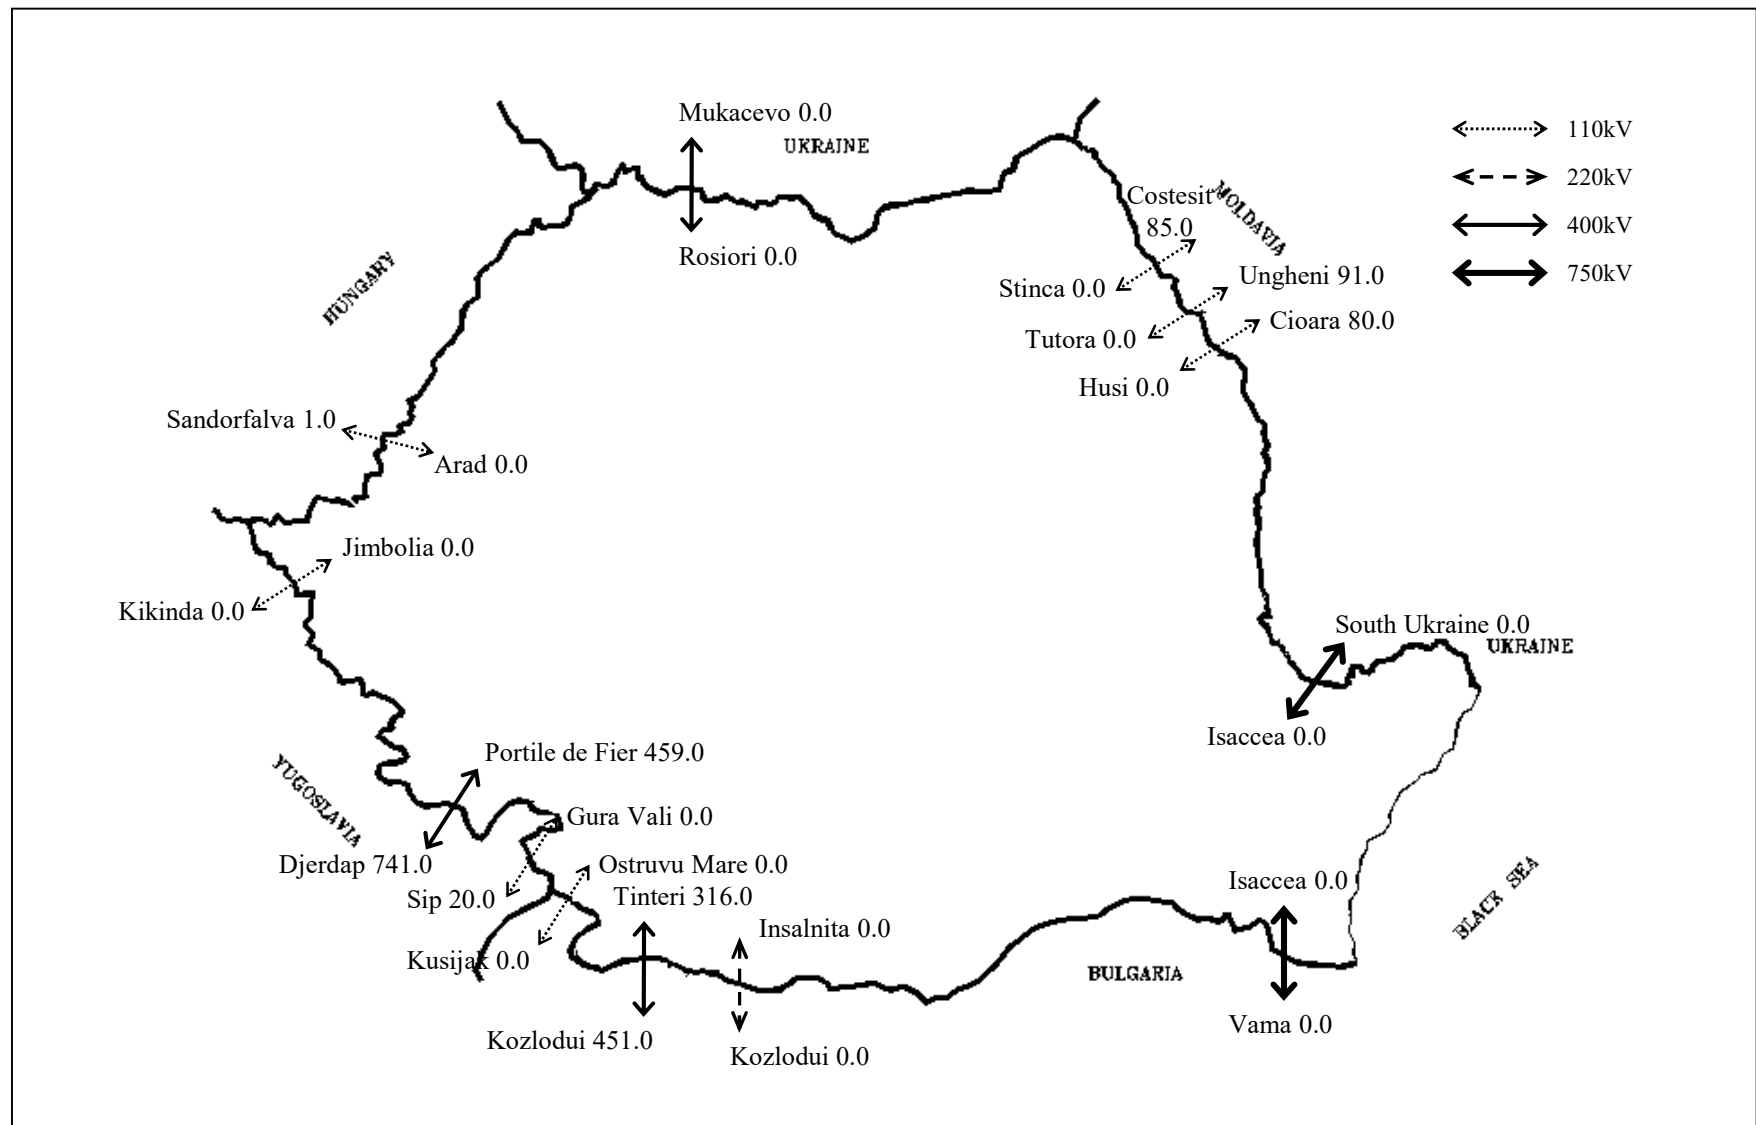 Mukacevo 0.0
UKRAINE
110kV
220kV
400kV
750kV
Costesit
85.0
MOLDAVIA
Rosiori 0.0
HUNGARY
Stinca 0.0
Ungheni 91.0
Tutora 0.0
Cioara 80.0
Husi 0.0
Sandorfalva 1.0
Arad 0.0
Jimbolia 0.0
Kikinda 0.0
South Ukraine 0.0
UKRAINE
Isaccea 0.0
Portile de Fier 459.0
YUGOSLAVIA
Gura Vali 0.0
Djerdap 741.0
Ostruvu Mare 0.0
Sip 20.0
Tinteri 316.0
Isaccea 0.0
BLACK SEA
Insalnita 0.0
Kusijak 0.0
BULGARIA
Vama 0.0
Kozlodui 451.0
Kozlodui 0.0